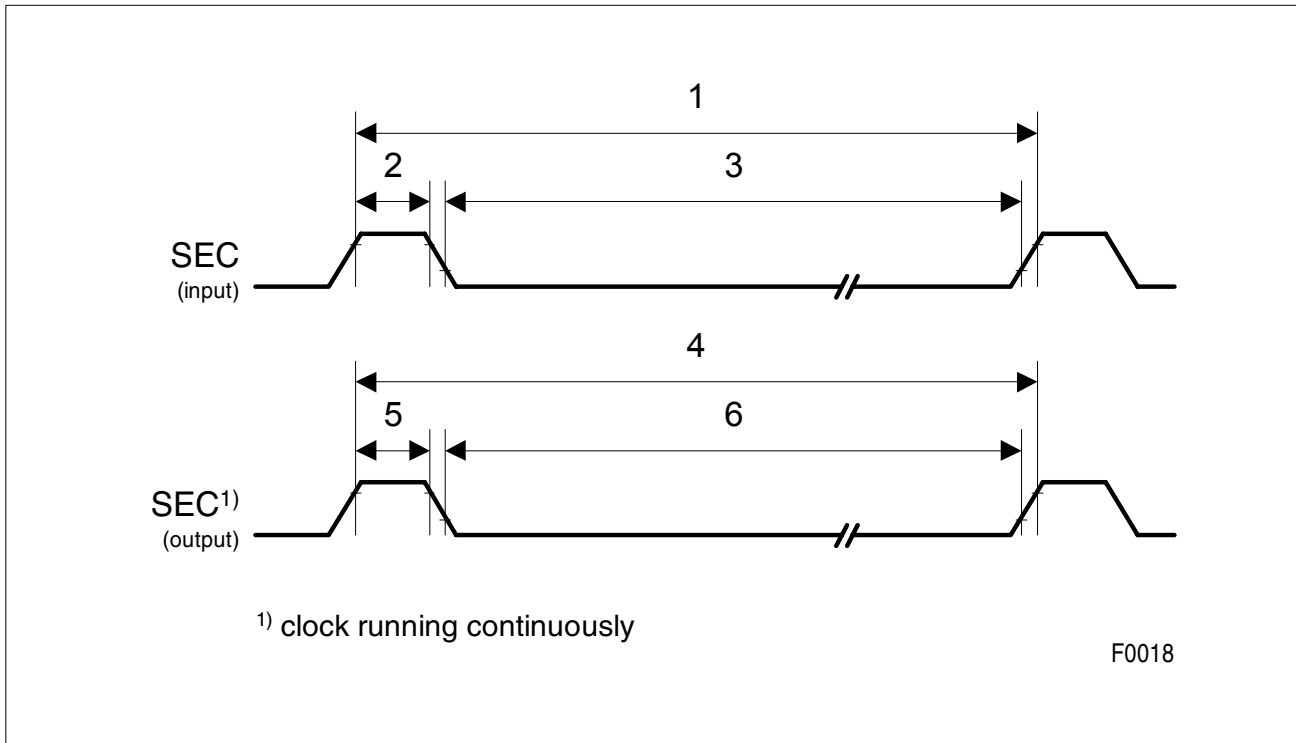 1
2 3
SEC
(input)
4
5 6
SEC1)
(output)
1) clock running continuously
F0018